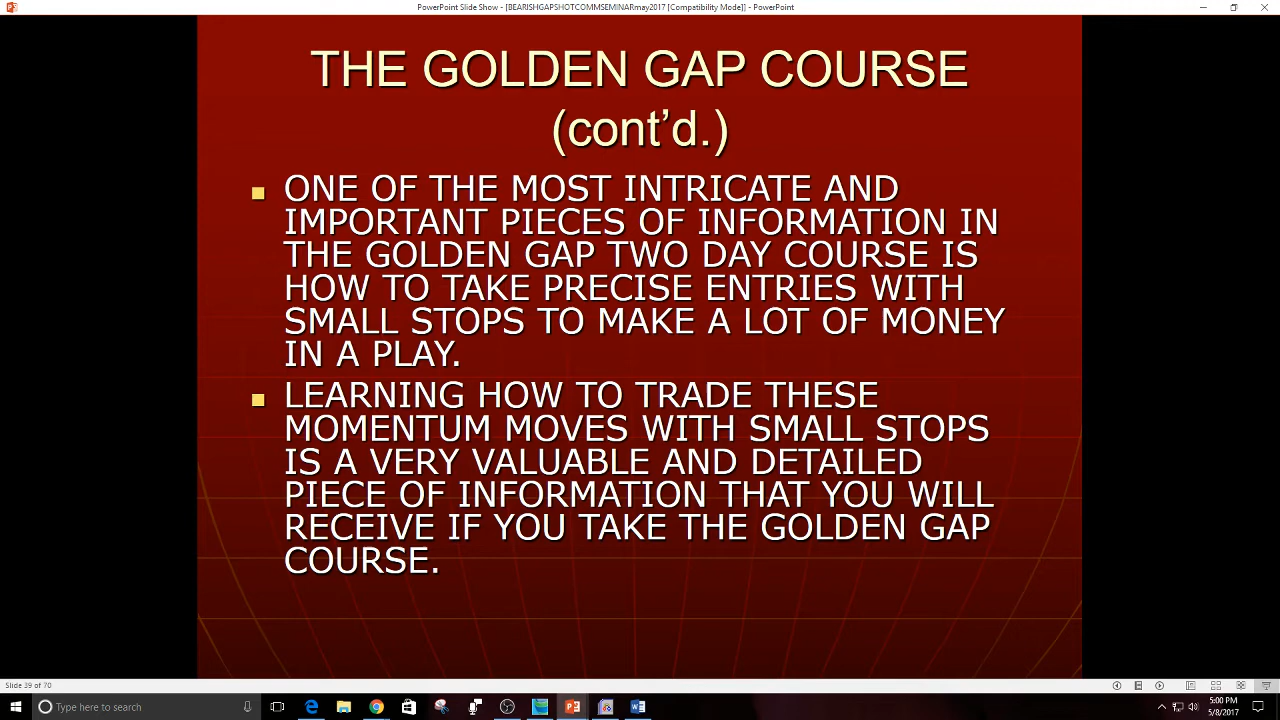 PowerPoint Slide Show - [BEARISHGAPSHOTCOMMSEMINARmay2017 [Compatibility Mode]] - PowerPoint
THE GOLDEN GAP COURSE
(cont’d.)
ONE OF THE MOST INTRICATE AND
IMPORTANT PIECES OF INFORMATION IN
THE GOLDEN GAP TWO DAY COURSE IS
HOW TO TAKE PRECISE ENTRIES WITH
SMALL STOPS TO MAKE A LOT OF MONEY
IN A PLAY.
LEARNING HOW TO TRADE THESE
MOMENTUM MOVES WITH SMALL STOPS
IS A VERY VALUABLE AND DETAILED
PIECE OF INFORMATION THAT YOU WILL
RECEIVE IF YOU TAKE THE GOLDEN GAP
COURSE.
Slide 39 of 70
Type here to search
5:00 PM
5/8/2017